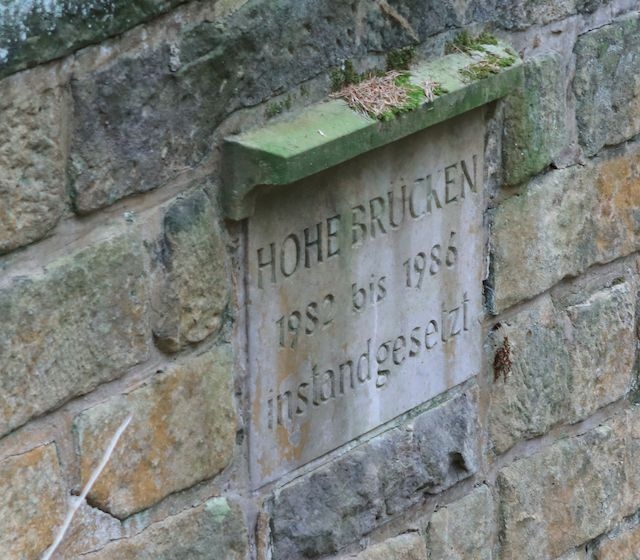 HOHE BRÜCKEN
1982 bis 1986
instandgesetzt